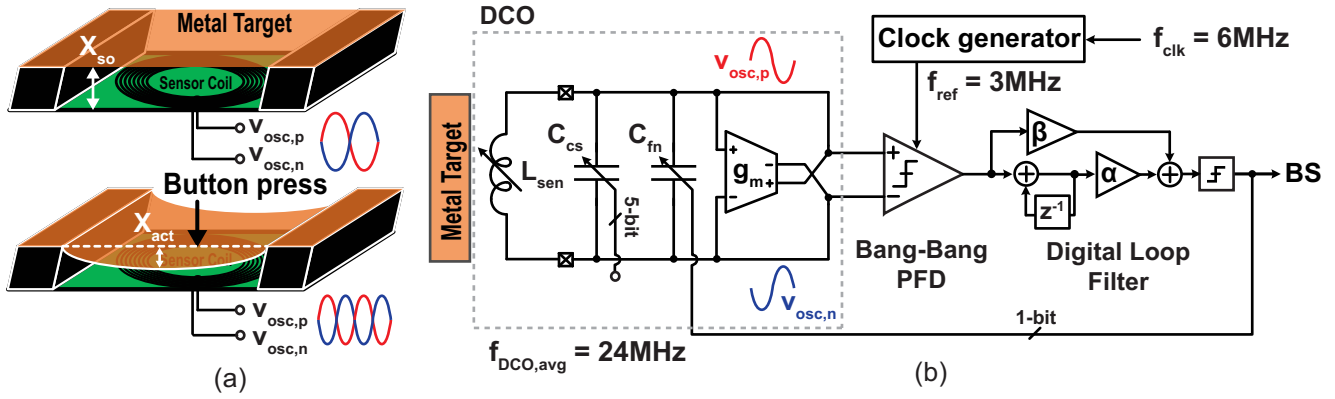 Metal Target
X_so
Sensor Coil
v_osc,p
v_osc,n
Button press
X_act
Sensor Coil
v_osc,p
v_osc,n
(a)
DCO
Metal Target
L_sen
C_cs
5-bit
C_fn
g_m
+
-
-
+
v_osc,p
v_osc,n
f_DCO,avg = 24MHz
Clock generator
f_clk = 6MHz
f_ref = 3MHz
+
-
Bang-Bang
PFD
β
+
z⁻¹
α
+
Digital Loop
Filter
BS
1-bit
(b)